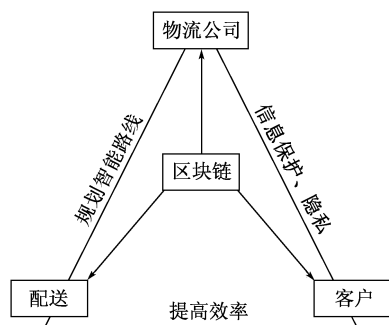 物流公司
规划智能路线
信息保护、隐私
区块链
配送
提高效率
客户